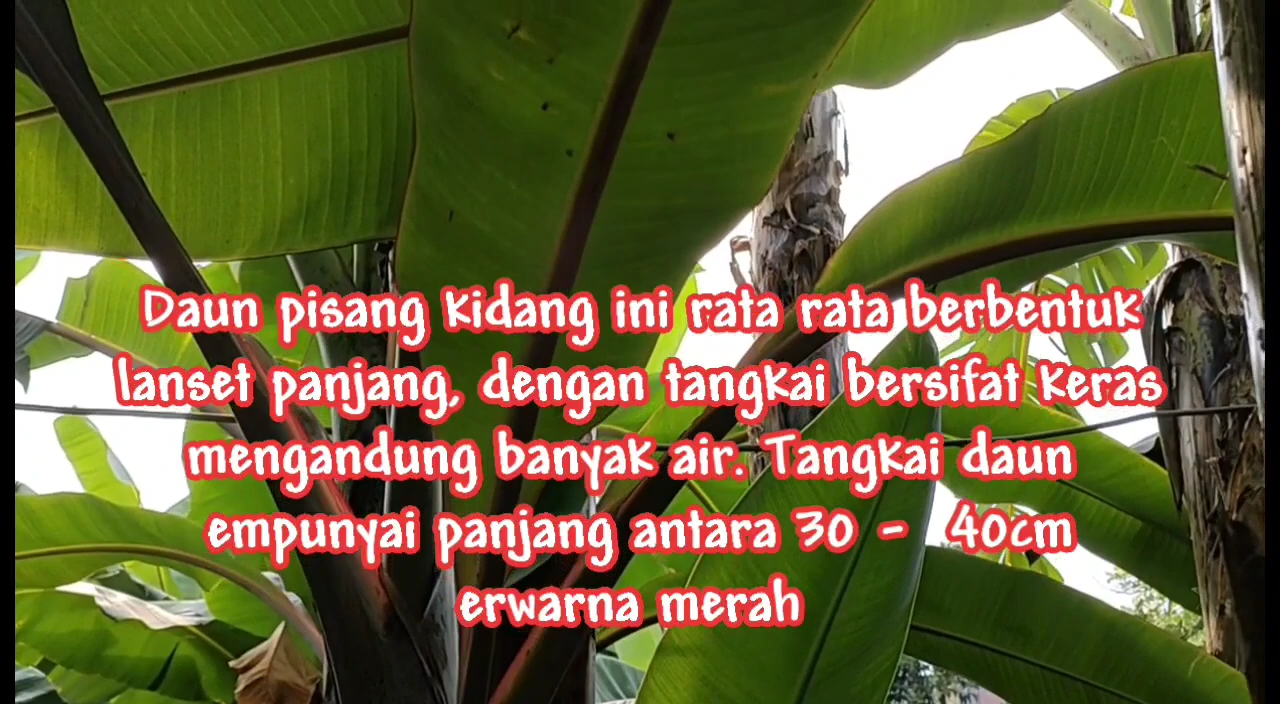 Daun pisang kidang ini rata rata berbentuk
lanset panjang, dengan tangkai bersifat keras
mengandung banyak air. Tangkai daun
empunyai panjang antara 30 - 40cm
erwarna merah